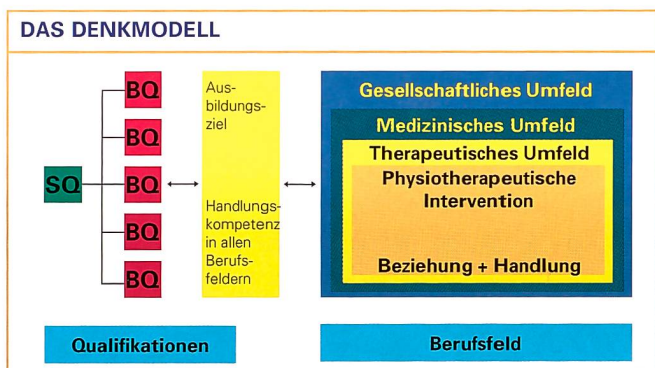 DAS DENKMODELL
BQ
BQ
SQ
BQ
BQ
BQ
Aus-
bildungs-
ziel
Handlungs-
kompetenz
in allen
Berufs-
feldern
Gesellschaftliches Umfeld
Medizinisches Umfeld
Therapeutisches Umfeld
Physiotherapeutische
Intervention
Beziehung + Handlung
Qualifikationen
Berufsfeld